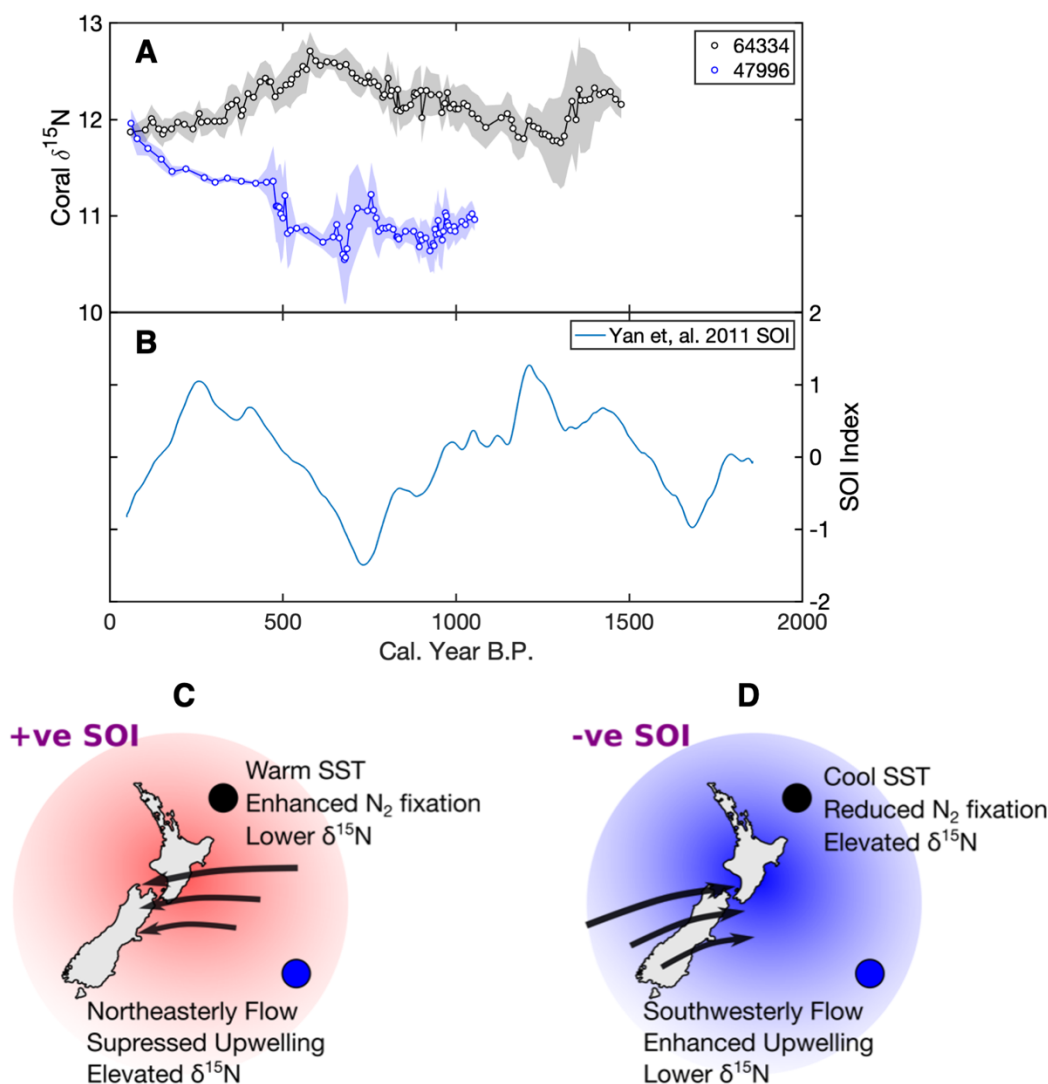 A
64334
47996
13
12
11
10
Coral δ15N
B
Yan et, al. 2011 SOI
2
1
0
-1
-2
SOI Index
0 500 1000 1500 2000
Cal. Year B.P.
C
+ve SOI
Warm SST
Enhanced N2 fixation
Lower δ15N
Northeasterly Flow
Supressed Upwelling
Elevated δ15N
D
-ve SOI
Cool SST
Reduced N2 fixation
Elevated δ15N
Southwesterly Flow
Enhanced Upwelling
Lower δ15N